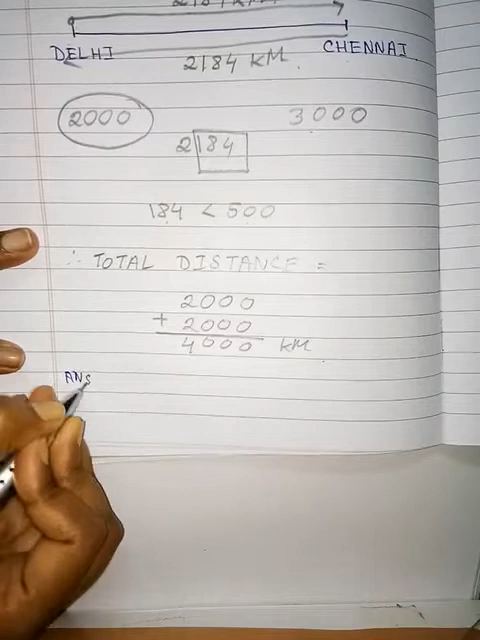 DELHI CHENNAI
2184 KM.
2000 3000
2184
184 < 500
∴ TOTAL DISTANCE =
2000
+ 2000
4000 KM
ANS